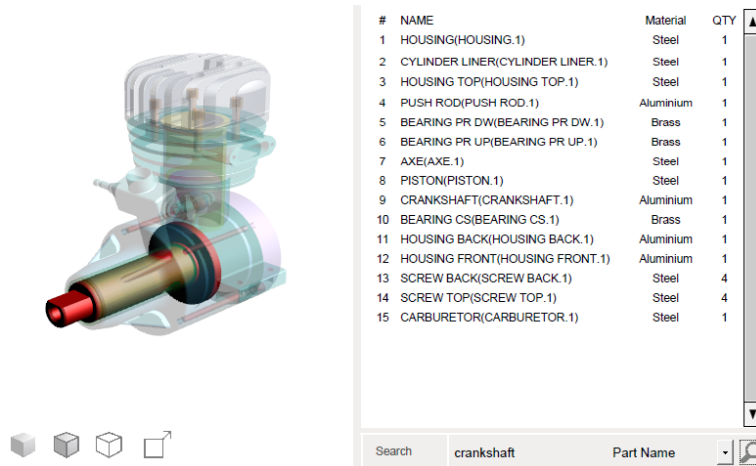 # NAME Material QTY
1 HOUSING(HOUSING.1) Steel 1
2 CYLINDER LINER(CYLINDER LINER.1) Steel 1
3 HOUSING TOP(HOUSING TOP.1) Steel 1
4 PUSH ROD(PUSH ROD.1) Aluminium 1
5 BEARING PR DW(BEARING PR DW.1) Brass 1
6 BEARING PR UP(BEARING PR UP.1) Brass 1
7 AXE(AXE.1) Steel 1
8 PISTON(PISTON.1) Steel 1
9 CRANKSHAFT(CRANKSHAFT.1) Aluminium 1
10 BEARING CS(BEARING CS.1) Brass 1
11 HOUSING BACK(HOUSING BACK.1) Aluminium 1
12 HOUSING FRONT(HOUSING FRONT.1) Aluminium 1
13 SCREW BACK(SCREW BACK.1) Steel 4
14 SCREW TOP(SCREW TOP.1) Steel 4
15 CARBURETOR(CARBURETOR.1) Steel 1
Search crankshaft Part Name